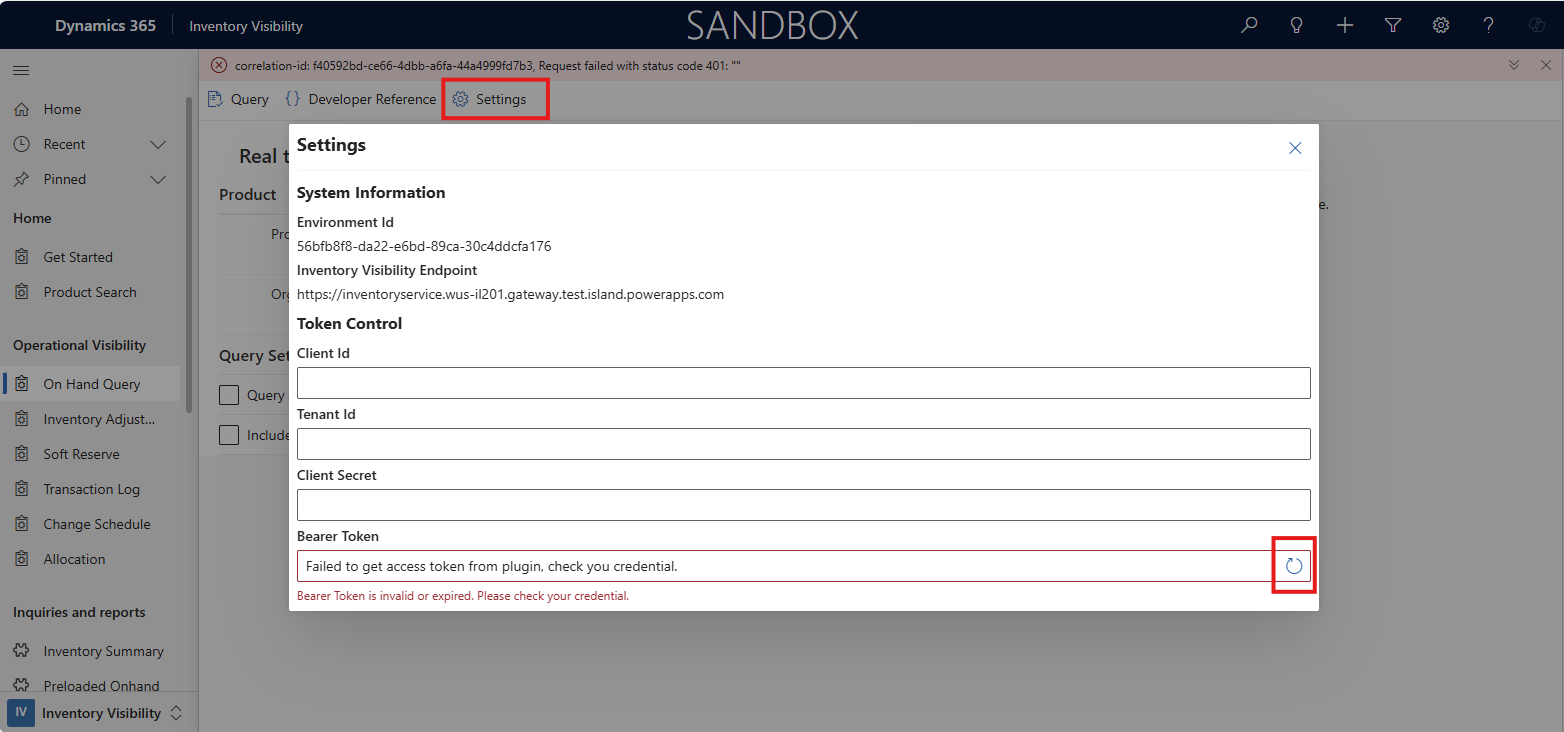 Dynamics 365
Inventory Visibility
SANDBOX
correlation-id: f40592bd-ce66-4dbb-a6fa-44a4999fd7b3, Request failed with status code 401: ""
Query
{} Developer Reference
Settings
Home
Recent
Pinned
Home
Get Started
Product Search
Operational Visibility
On Hand Query
Inventory Adjust...
Soft Reserve
Transaction Log
Change Schedule
Allocation
Inquiries and reports
Inventory Summary
Preloaded Onhand
IV Inventory Visibility
Real t
Product
Pro
Org
Query Set
Query
Include
e.
Settings
System Information
Environment Id
56bfb8f8-da22-e6bd-89ca-30c4ddcfa176
Inventory Visibility Endpoint
https://inventoryservice.wus-il201.gateway.test.island.powerapps.com
Token Control
Client Id
Tenant Id
Client Secret
Bearer Token
Failed to get access token from plugin, check you credential.
Bearer Token is invalid or expired. Please check your credential.